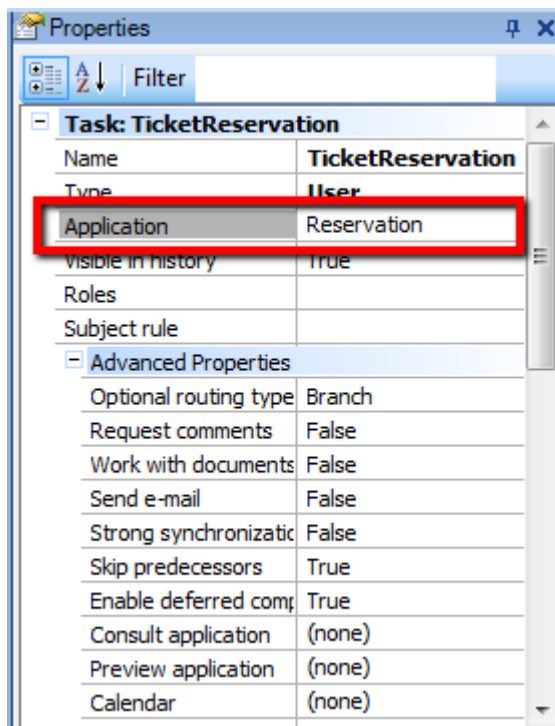 Properties
Filter
Task: TicketReservation
Name TicketReservation
Type User
Application Reservation
Visible in history True
Roles
Subject rule
Advanced Properties
Optional routing type Branch
Request comments False
Work with documents False
Send e-mail False
Strong synchronizatic False
Skip predecessors True
Enable deferred comp True
Consult application (none)
Preview application (none)
Calendar (none)